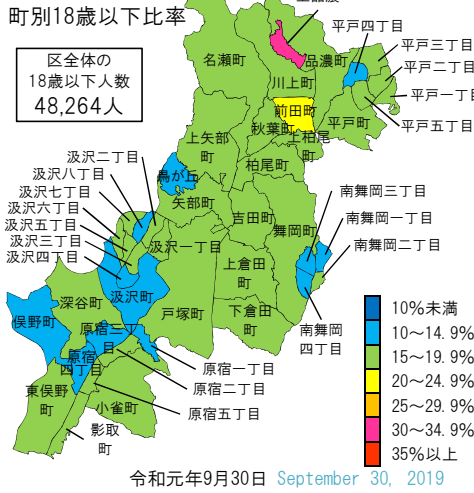 町別18歳以下比率
区全体の
18歳以下人数
48,264人
平戸四丁目
平戸三丁目
平戸二丁目
平戸一丁目
平戸五丁目
名瀬町
品濃町
川上町
前田町
平戸町
秋葉町
上柏尾
町
上矢部
町
柏尾町
汲沢二丁目
汲沢八丁目
汲沢七丁目
汲沢六丁目
汲沢五丁目
汲沢三丁目
汲沢四丁目
鳥が丘
矢部町
吉田町
舞岡町
南舞岡三丁目
南舞岡一丁目
南舞岡二丁目
南舞岡
四丁目
汲沢一丁目
上倉田
町
下倉田
町
戸塚町
汲沢町
深谷町
俣野町
原宿三丁
目
原宿
四丁目
原宿一丁目
原宿二丁目
原宿五丁目
東俣野
町
小雀町
影取
町
10%未満
10～14.9%
15～19.9%
20～24.9%
25～29.9%
30～34.9%
35%以上
令和元年9月30日 September 30, 2019